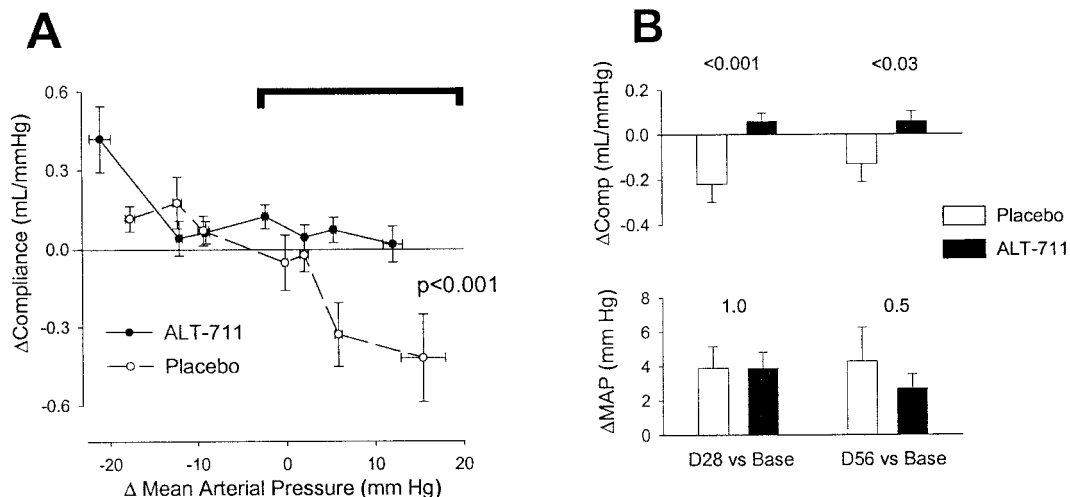 A
ΔCompliance (mL/mmHg)
0.6
0.3
0.0
-0.3
-0.6
p<0.001
ALT-711
Placebo
-20
-10
0
10
20
Δ Mean Arterial Pressure (mm Hg)
B
<0.001
<0.03
ΔComp (mL/mmHg)
0.2
0.0
-0.2
-0.4
Placebo
ALT-711
ΔMAP (mm Hg)
1.0
0.5
8
6
4
2
0
D28 vs Base
D56 vs Base